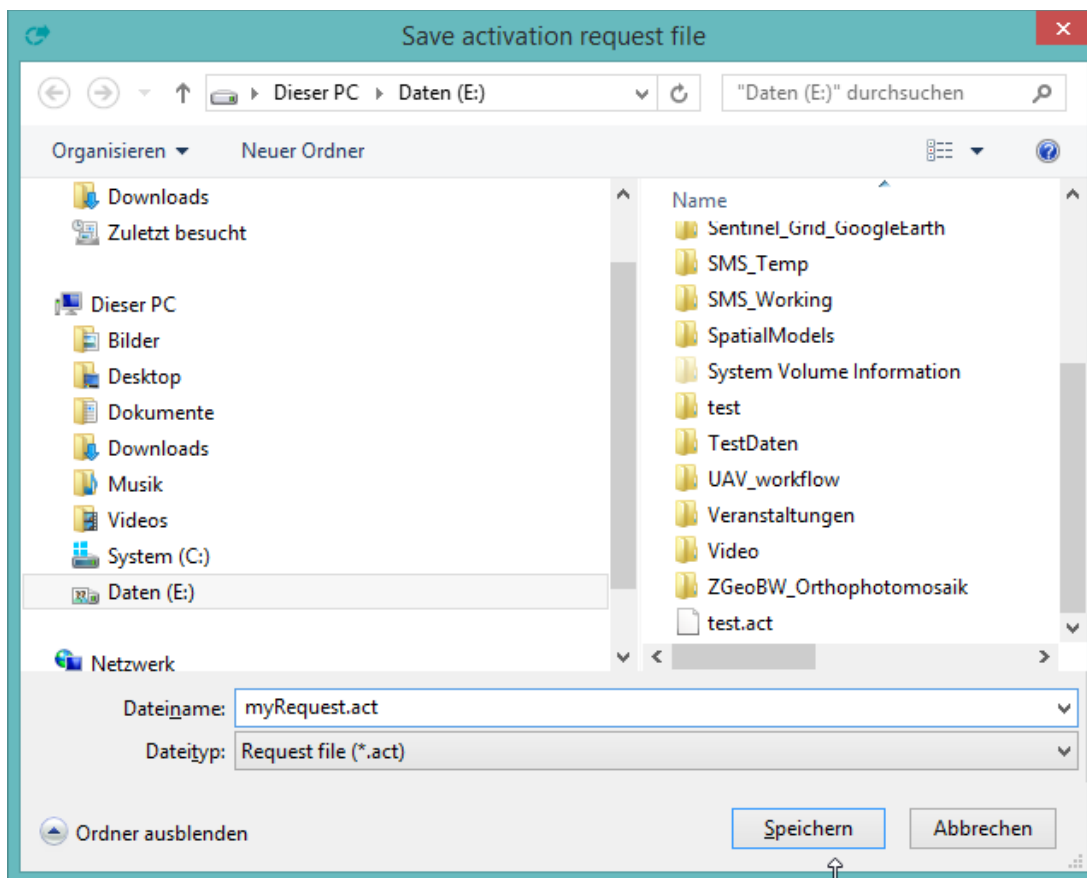 Save activation request file
Dieser PC Daten (E:) "Daten (E:)" durchsuchen
Organisieren Neuer Ordner
Downloads
Zuletzt besucht
Dieser PC
Bilder
Desktop
Dokumente
Downloads
Musik
Videos
System (C:)
Daten (E:)
Netzwerk
Name
Sentinel_Grid_GoogleEarth
SMS_Temp
SMS_Working
SpatialModels
System Volume Information
test
TestDaten
UAV_workflow
Veranstaltungen
Video
ZGeoBW_Orthophotomosaik
test.act
Dateiname: myRequest.act
Dateityp: Request file (*.act)
Ordner ausblenden Speichern Abbrechen